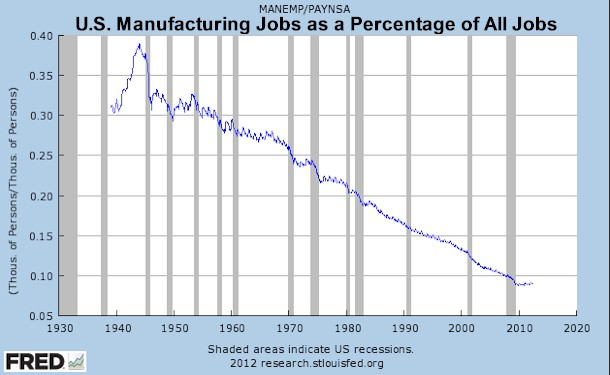 MANEMP/PAYNSA
U.S. Manufacturing Jobs as a Percentage of All Jobs
(Thous. of Persons/Thous. of Persons)
0.40
0.35
0.30
0.25
0.20
0.15
0.10
0.05
1930 1940 1950 1960 1970 1980 1990 2000 2010 2020
Shaded areas indicate US recessions.
2012 research.stlouisfed.org
FRED